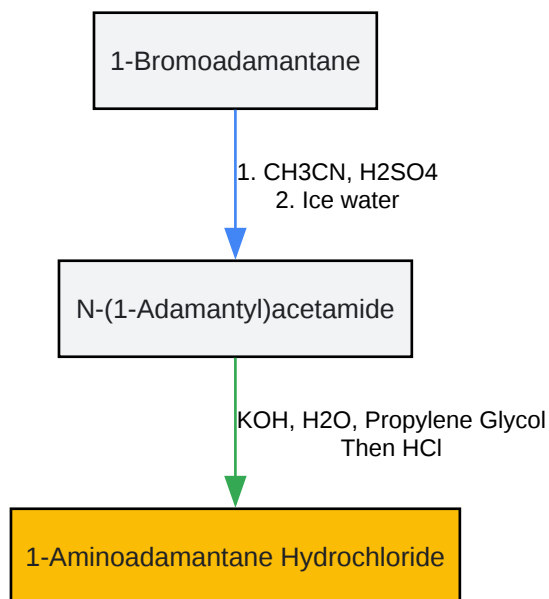 1-Bromoadamantane
1. CH3CN, H2SO4
2. Ice water
N-(1-Adamantyl)acetamide
KOH, H2O, Propylene Glycol
Then HCl
1-Aminoadamantane Hydrochloride